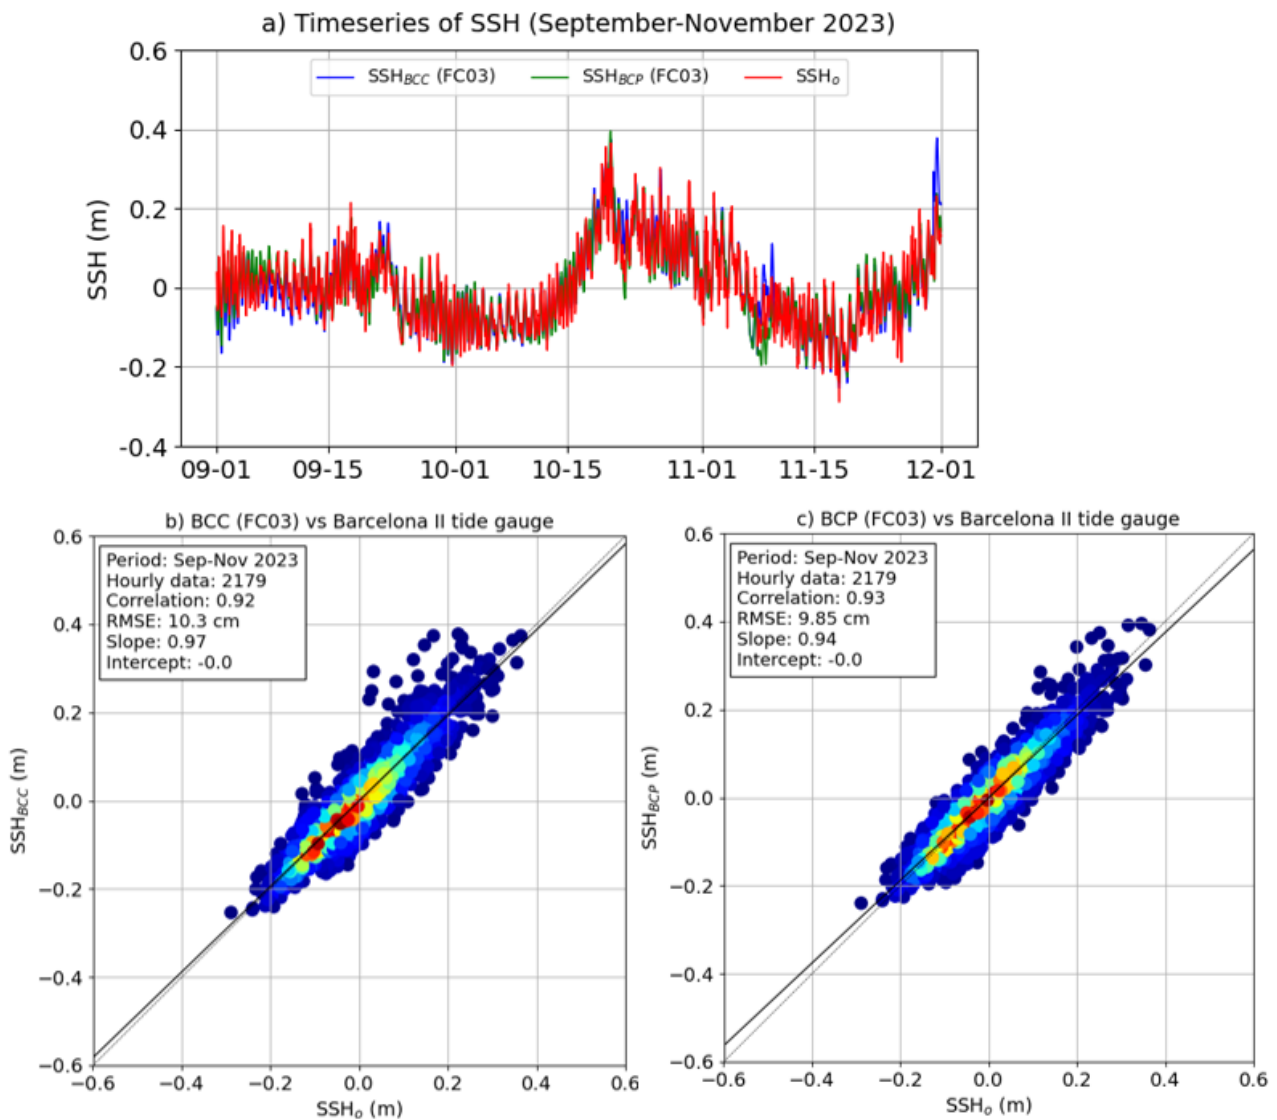 a) Timeseries of SSH (September-November 2023)
SSH_BCC (FC03) SSH_BCP (FC03) SSH_o
SSH (m)
0.6
0.4
0.2
0
-0.2
-0.4
09-01 09-15 10-01 10-15 11-01 11-15 12-01
b) BCC (FC03) vs Barcelona II tide gauge
Period: Sep-Nov 2023
Hourly data: 2179
Correlation: 0.92
RMSE: 10.3 cm
Slope: 0.97
Intercept: -0.0
SSH_BCC (m)
0.6
0.4
0.2
0.0
−0.2
−0.4
−0.6
−0.6 −0.4 −0.2 0.0 0.2 0.4 0.6
SSH_o (m)
c) BCP (FC03) vs Barcelona II tide gauge
Period: Sep-Nov 2023
Hourly data: 2179
Correlation: 0.93
RMSE: 9.85 cm
Slope: 0.94
Intercept: -0.0
SSH_BCP (m)
0.6
0.4
0.2
0.0
−0.2
−0.4
−0.6
−0.6 −0.4 −0.2 0.0 0.2 0.4 0.6
SSH_o (m)